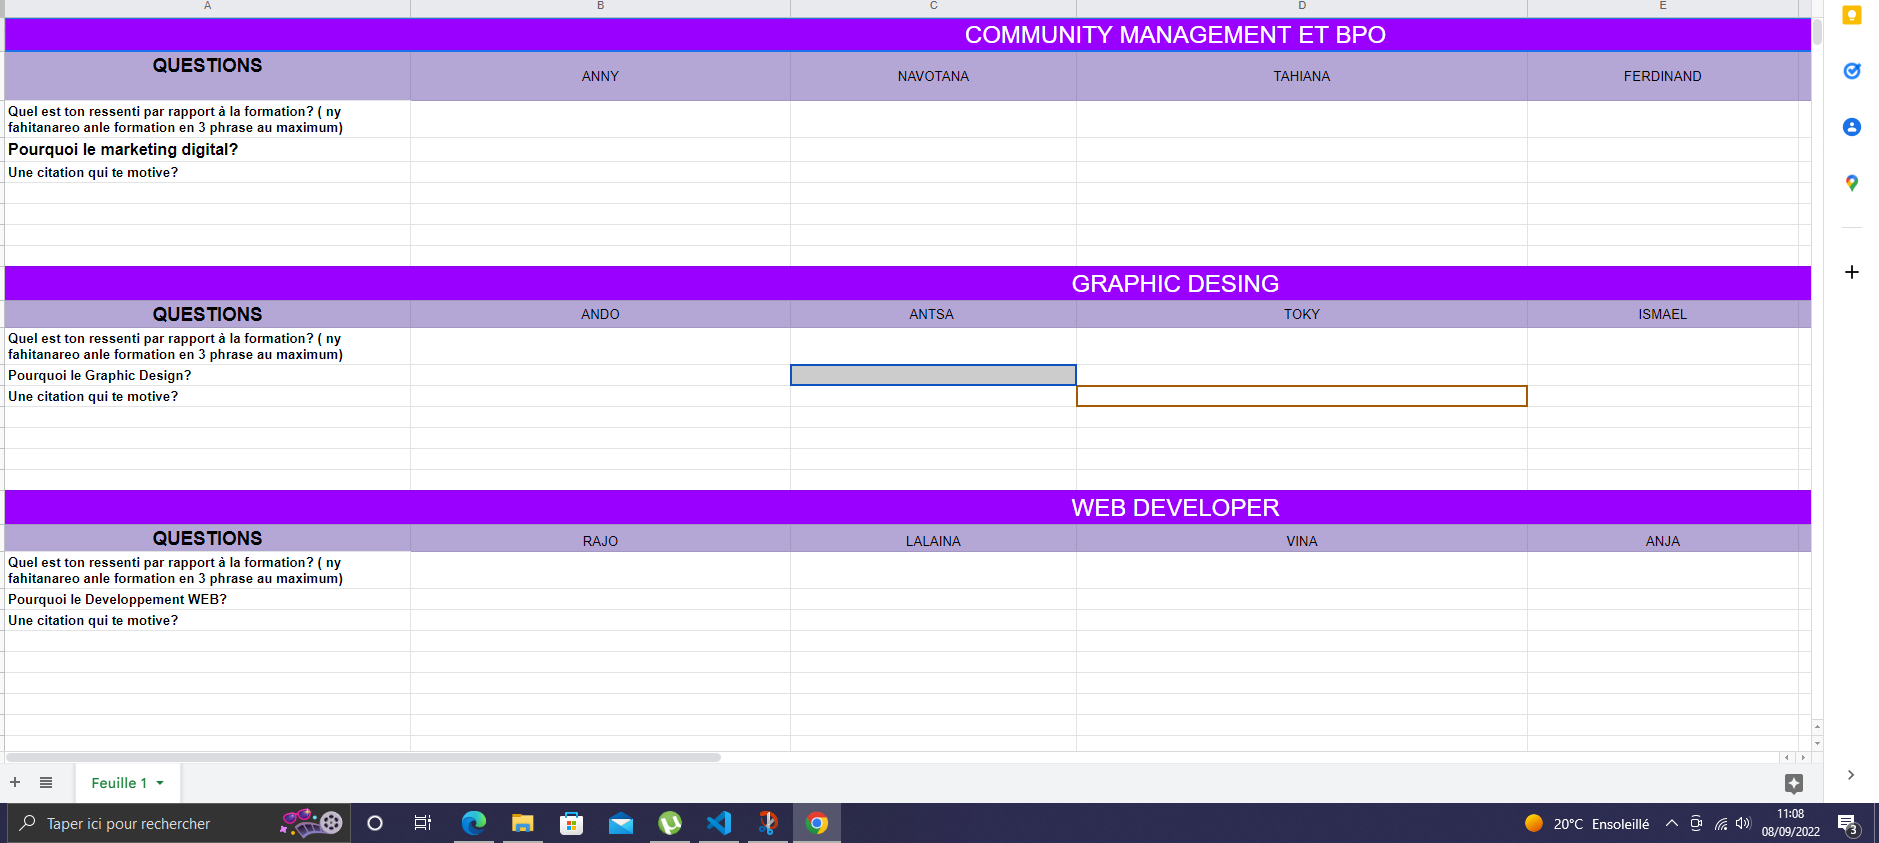 A B C D E
COMMUNITY MANAGEMENT ET BPO
QUESTIONS ANNY NAVOTANA TAHIANA FERDINAND
Quel est ton ressenti par rapport à la formation? ( ny
fahitanareo anle formation en 3 phrase au maximum)
Pourquoi le marketing digital?
Une citation qui te motive?
GRAPHIC DESING
QUESTIONS ANDO ANTSA TOKY ISMAEL
Quel est ton ressenti par rapport à la formation? ( ny
fahitanareo anle formation en 3 phrase au maximum)
Pourquoi le Graphic Design?
Une citation qui te motive?
WEB DEVELOPER
QUESTIONS RAJO LALAINA VINA ANJA
Quel est ton ressenti par rapport à la formation? ( ny
fahitanareo anle formation en 3 phrase au maximum)
Pourquoi le Developpement WEB?
Une citation qui te motive?
Feuille 1
Taper ici pour rechercher
20°C Ensoleillé
11:08
08/09/2022
3